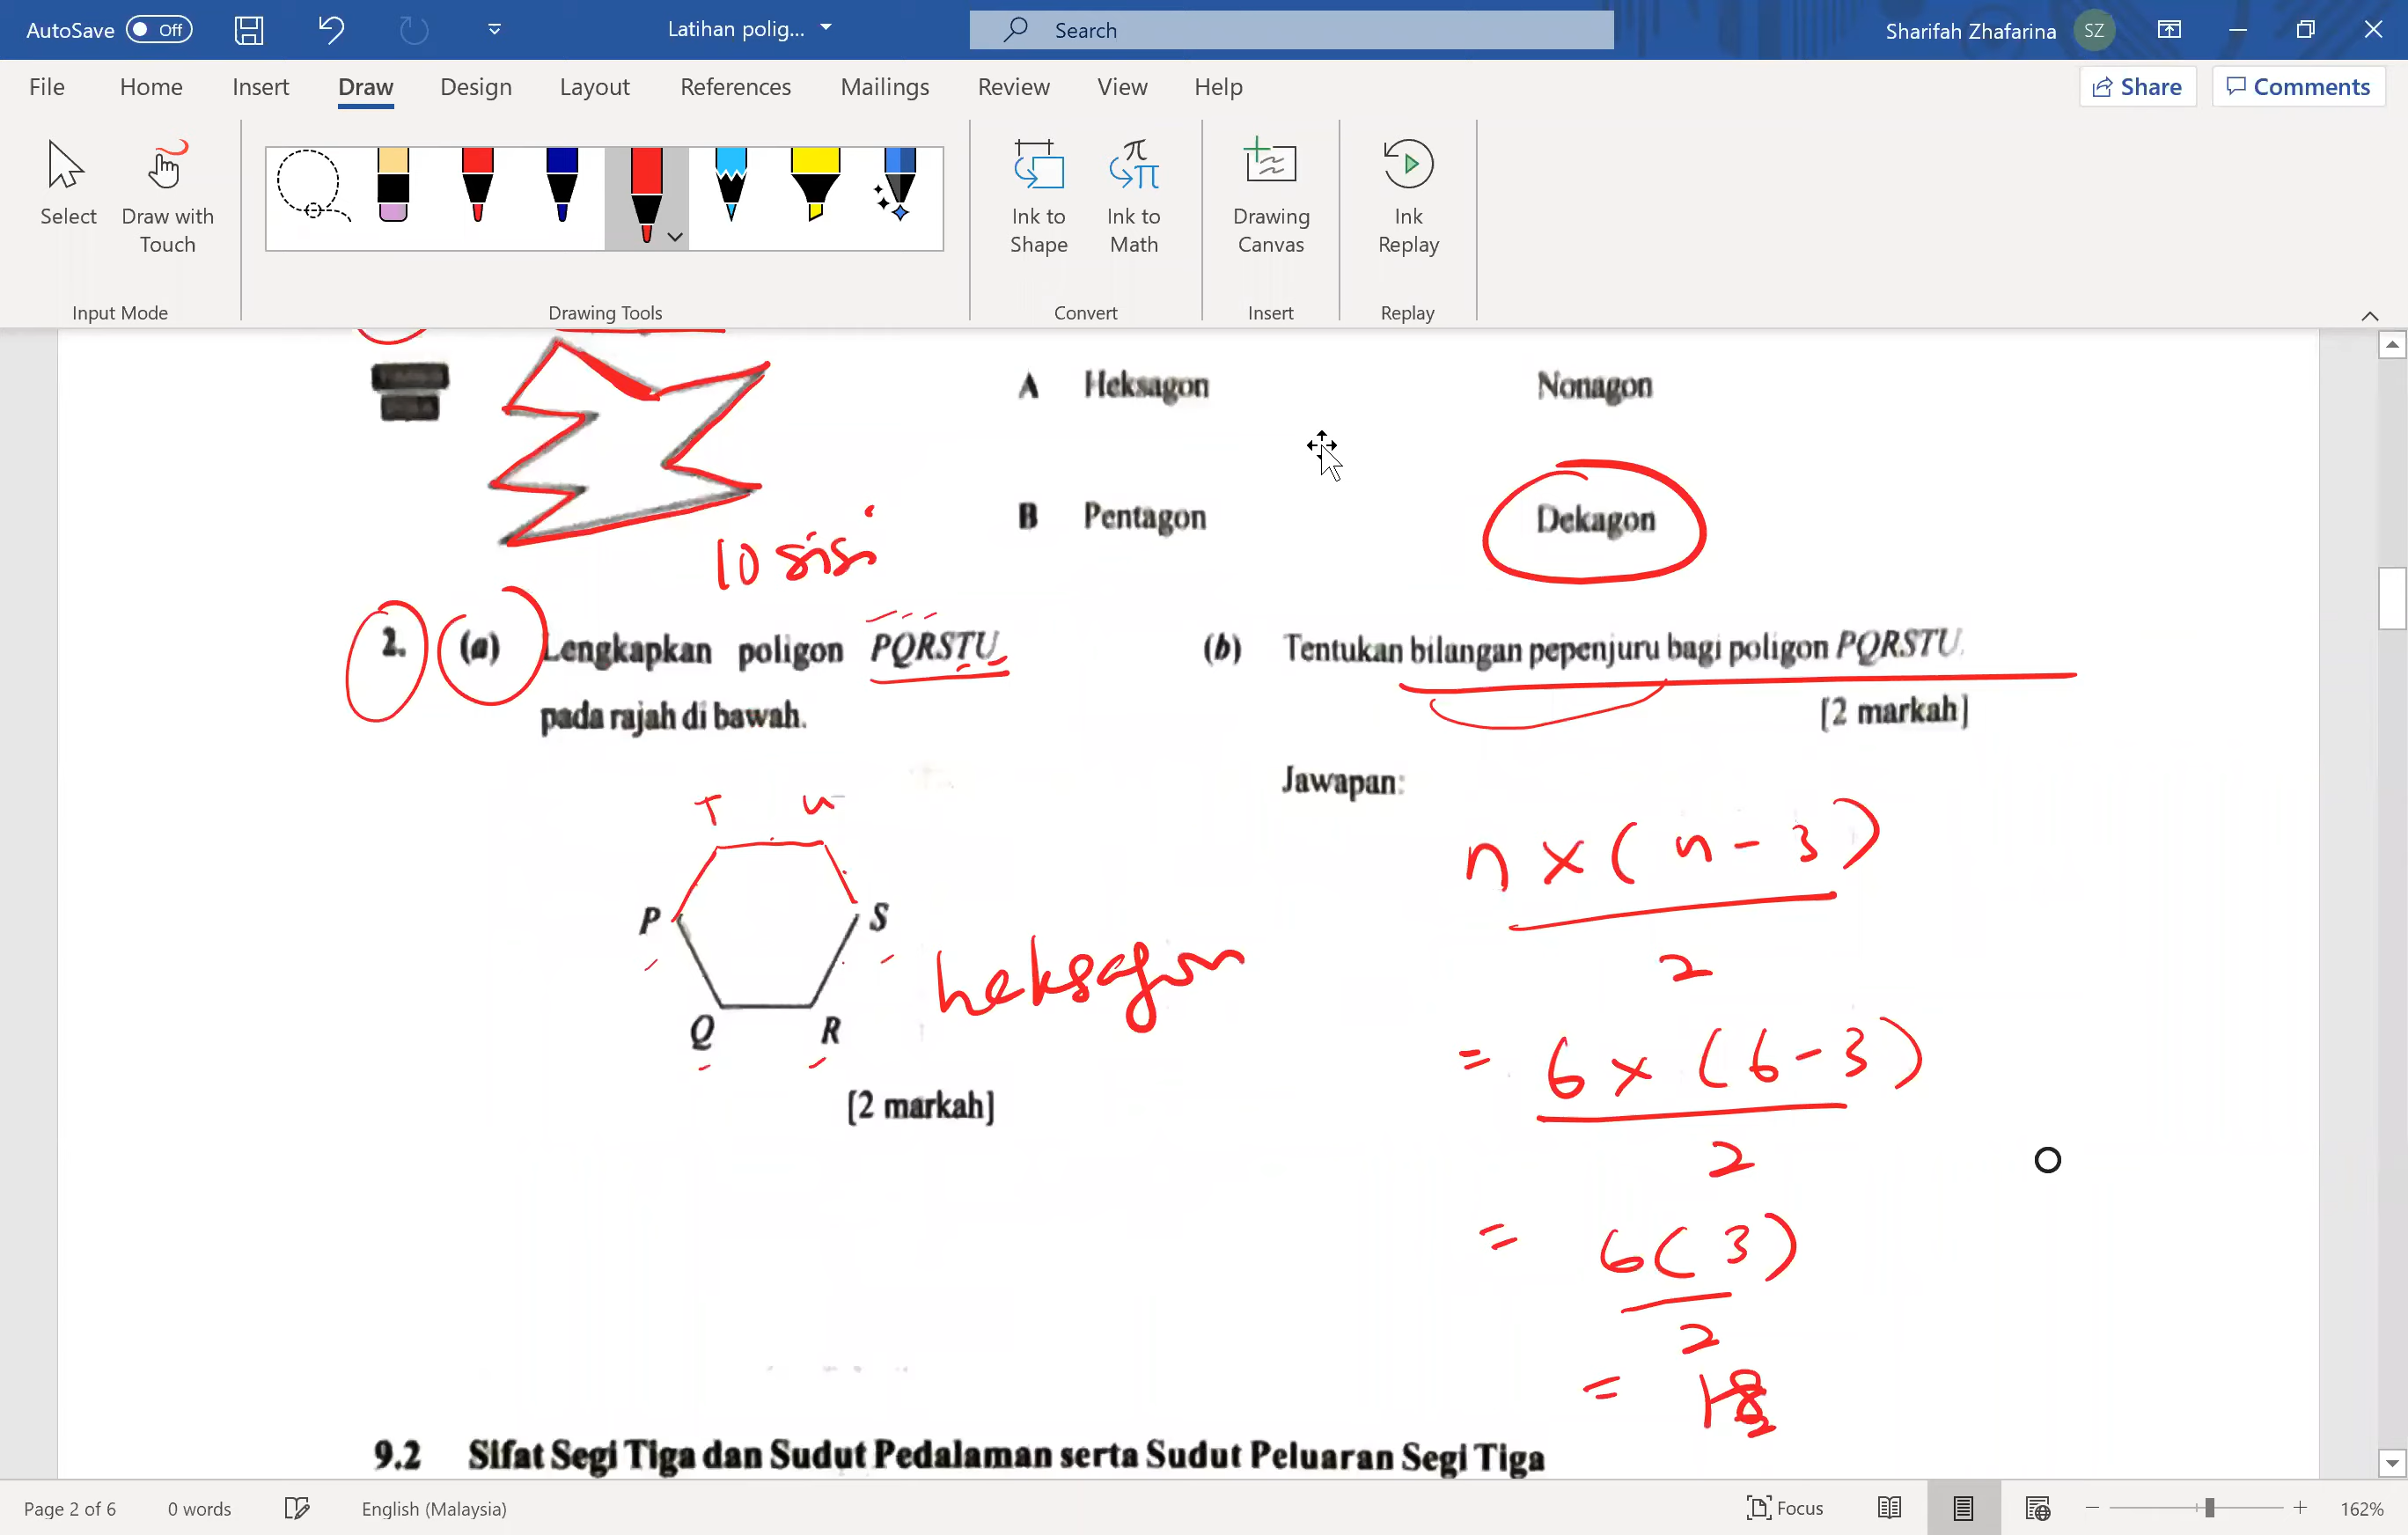 AutoSave Off Latihan polig... Search Sharifah Zhafarina SZ
File Home Insert Draw Design Layout References Mailings Review View Help Share Comments
Select Draw with Touch Ink to Shape Ink to Math Drawing Canvas Ink Replay
Input Mode Drawing Tools Convert Insert Replay
A Heksagon Nonagon
B Pentagon Dekagon
10 sisi
2. (a) Lengkapkan poligon PQRSTU
pada rajah di bawah.
(b) Tentukan bilangan pepenjuru bagi poligon PQRSTU.
[2 markah]
Jawapan:
T U
P S
Q R
heksagon
[2 markah]
n × (n - 3)
2
= 6 × (6 - 3)
2
= 6(3)
2
=
9.2 Sifat Segi Tiga dan Sudut Pedalaman serta Sudut Peluaran Segi Tiga
Page 2 of 6 0 words English (Malaysia) Focus 162%